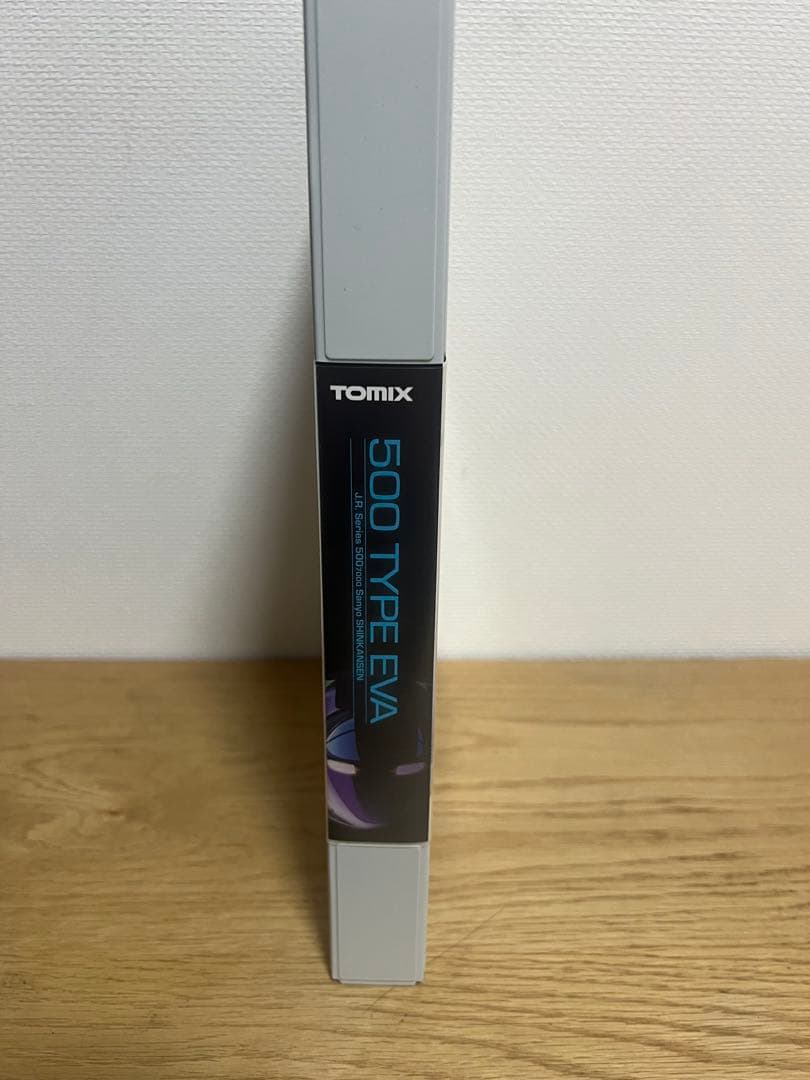 TOMIX
500 TYPE EVA
J.R. Series 500 7000 Sanyo SHINKANSEN